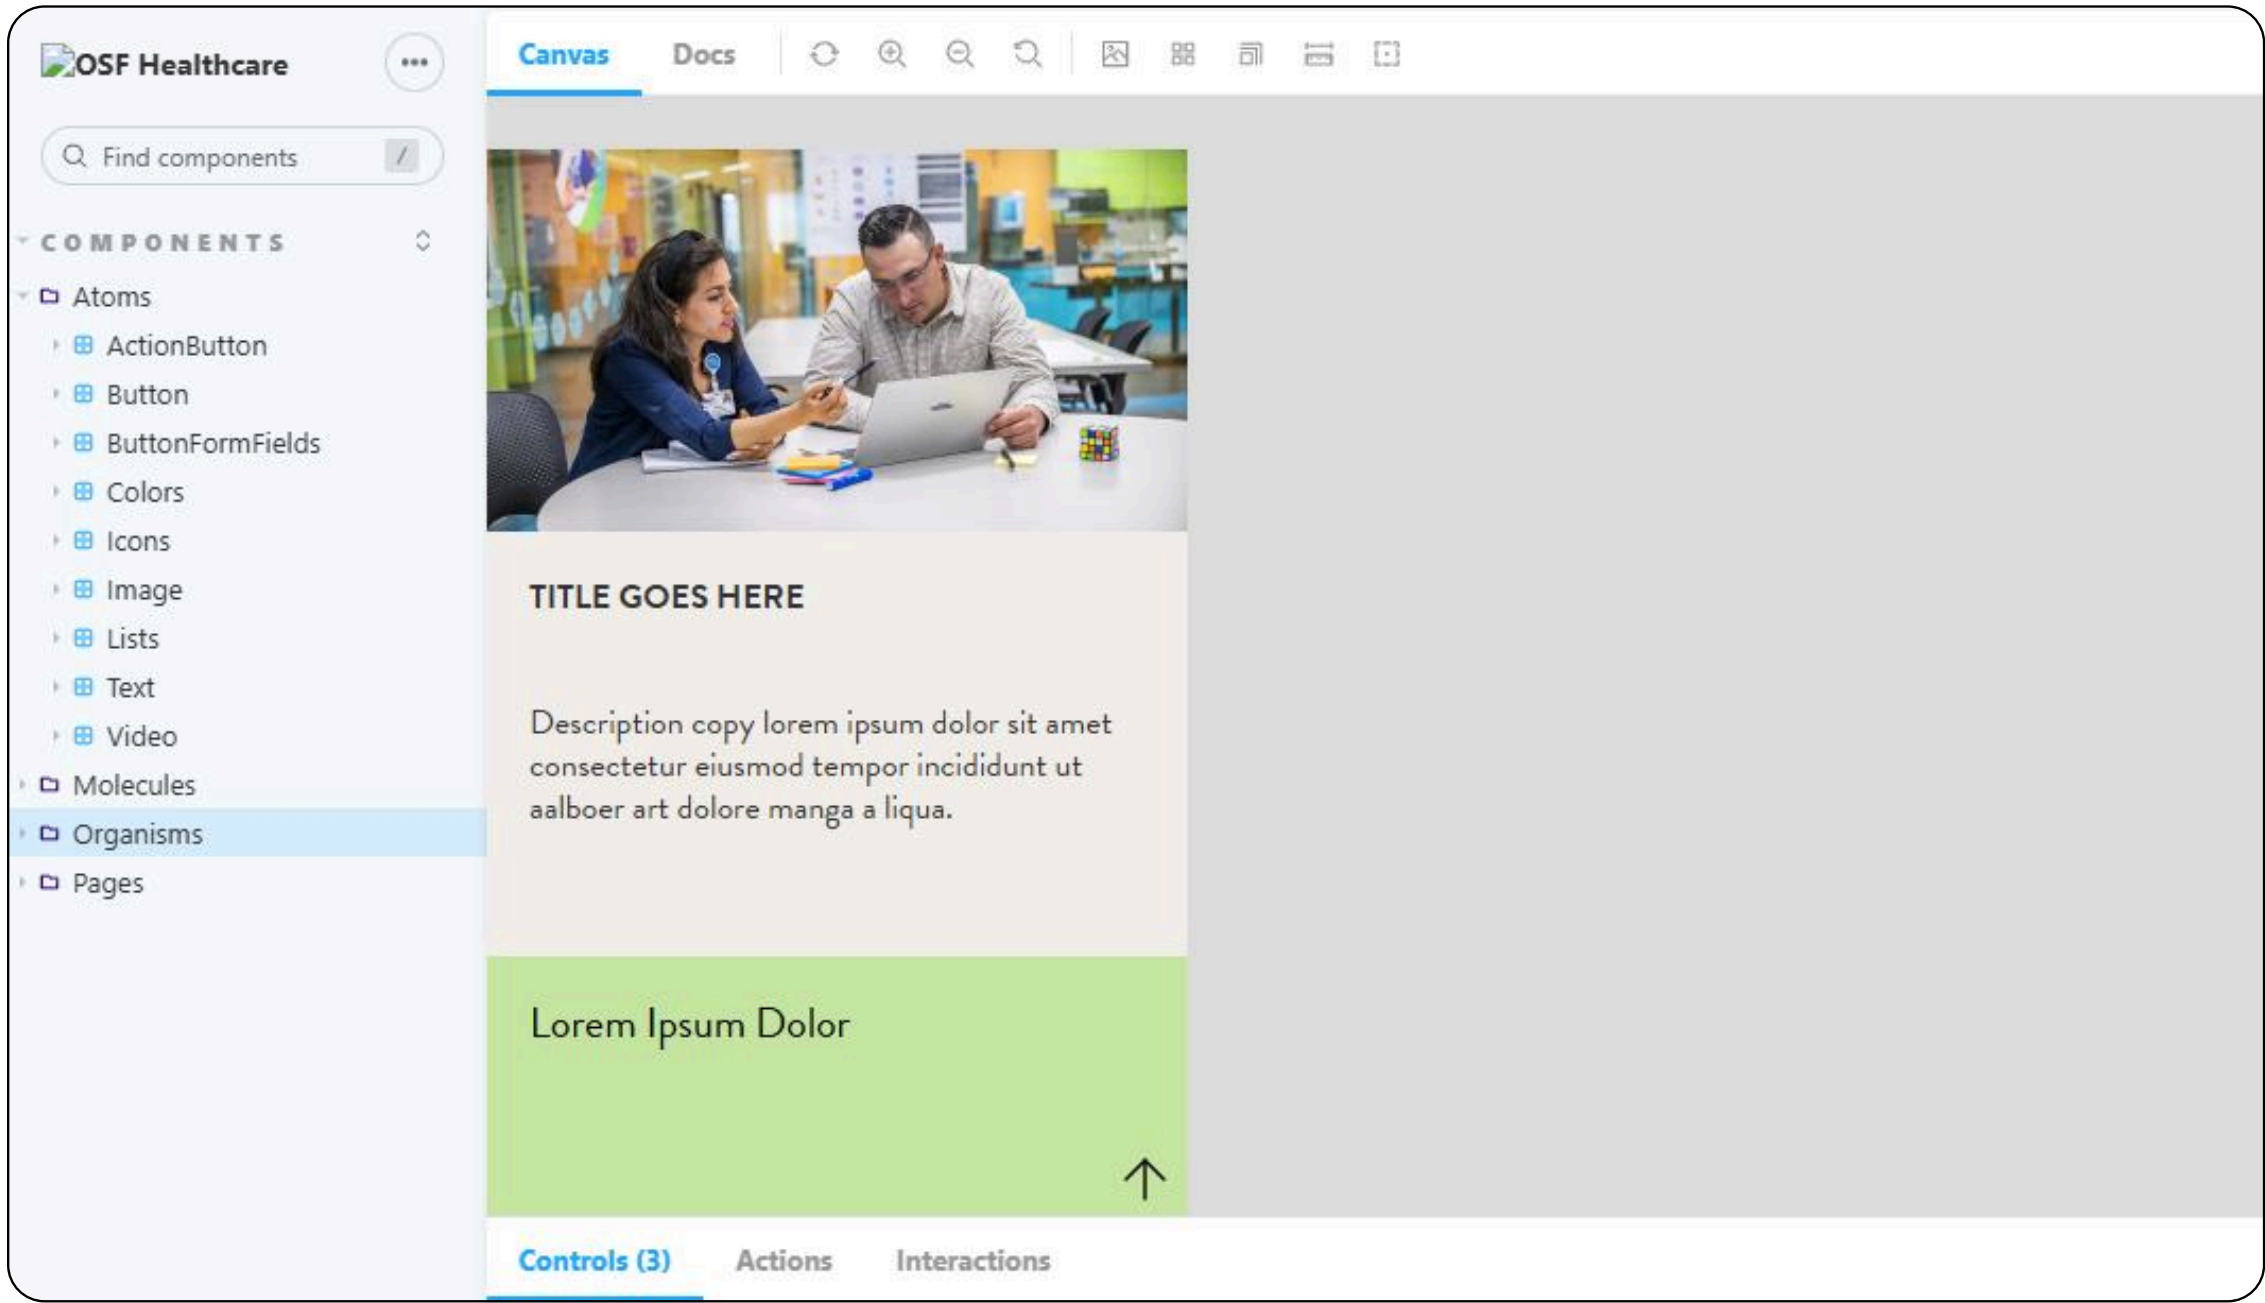 OSF Healthcare
Find components /
COMPONENTS
Atoms
ActionButton
Button
ButtonFormFields
Colors
Icons
Image
Lists
Text
Video
Molecules
Organisms
Pages
Canvas Docs
TITLE GOES HERE
Description copy lorem ipsum dolor sit amet
consectetur eiusmod tempor incididunt ut
aalboer art dolore manga a liqua.
Lorem Ipsum Dolor
Controls (3) Actions Interactions